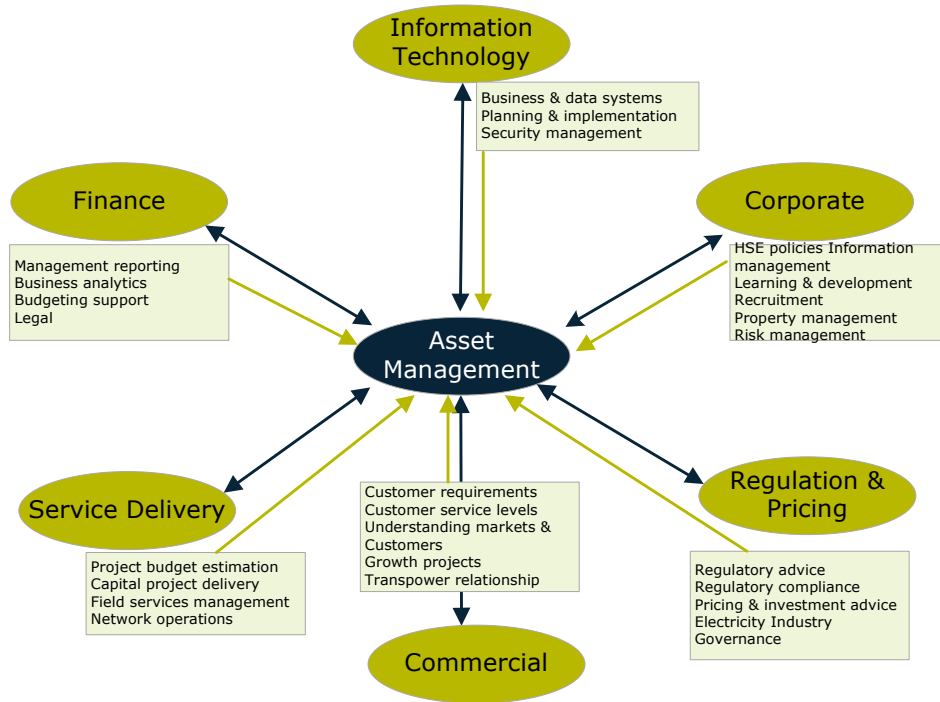 Information
Technology
Business & data systems
Planning & implementation
Security management
Finance
Management reporting
Business analytics
Budgeting support
Legal
Corporate
HSE policies Information
management
Learning & development
Recruitment
Property management
Risk management
Asset
Management
Service Delivery
Project budget estimation
Capital project delivery
Field services management
Network operations
Customer requirements
Customer service levels
Understanding markets &
Customers
Growth projects
Transpower relationship
Commercial
Regulation &
Pricing
Regulatory advice
Regulatory compliance
Pricing & investment advice
Electricity Industry
Governance